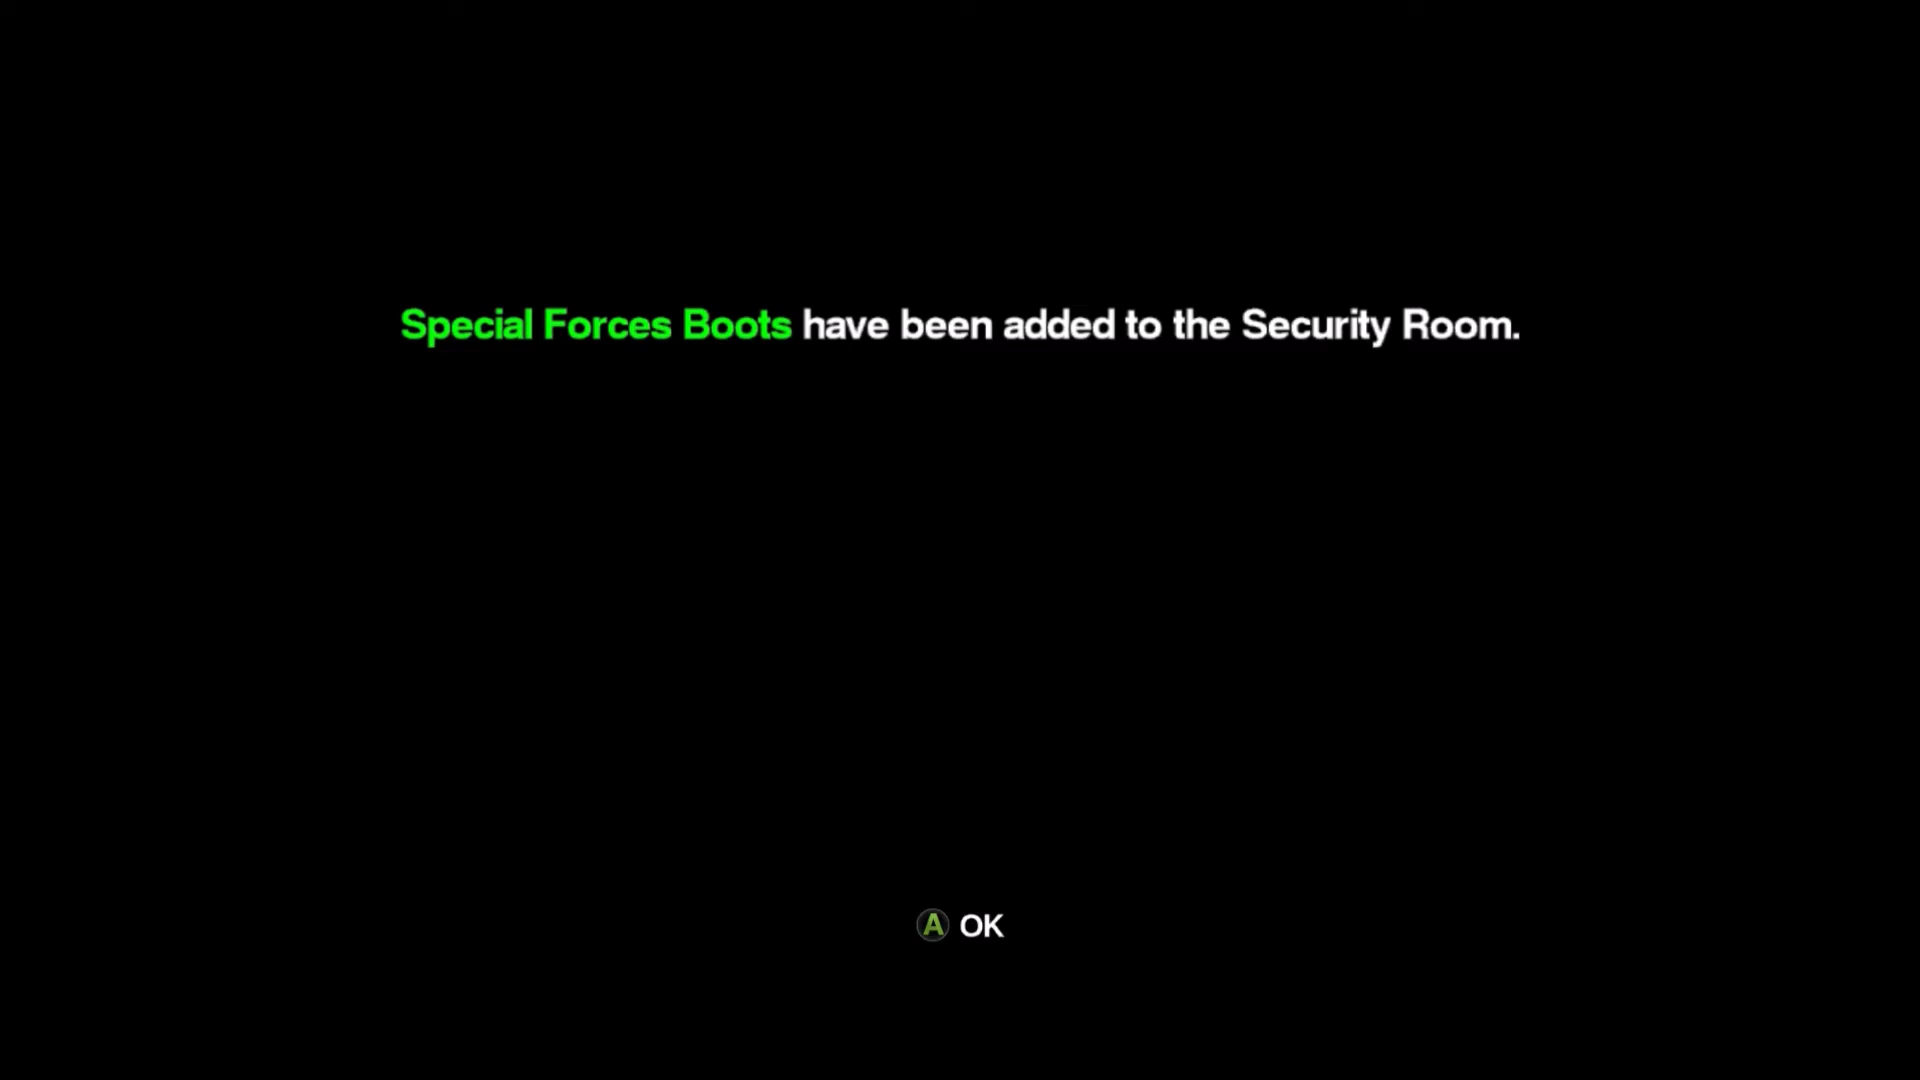 Special Forces Boots have been added to the Security Room.
A OK